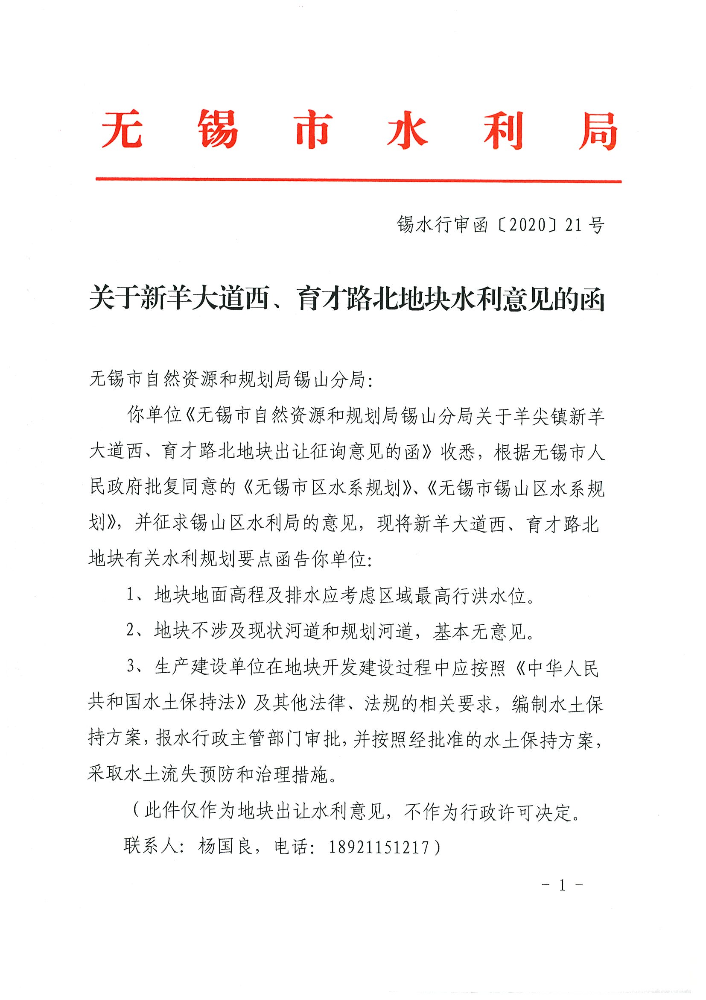 无锡市水利局
锡水行审函〔2020〕21 号
关于新羊大道西、育才路北地块水利意见的函
无锡市自然资源和规划局锡山分局：
你单位《无锡市自然资源和规划局锡山分局关于羊尖镇新羊
大道西、育才路北地块出让征询意见的函》收悉，根据无锡市人
民政府批复同意的《无锡市区水系规划》、《无锡市锡山区水系规
划》，并征求锡山区水利局的意见，现将新羊大道西、育才路北
地块有关水利规划要点函告你单位：
1、地块地面高程及排水应考虑区域最高行洪水位。
2、地块不涉及现状河道和规划河道，基本无意见。
3、生产建设单位在地块开发建设过程中应按照《中华人民
共和国水土保持法》及其他法律、法规的相关要求，编制水土保
持方案，报水行政主管部门审批，并按照经批准的水土保持方案，
采取水土流失预防和治理措施。
（此件仅作为地块出让水利意见，不作为行政许可决定。
联系人：杨国良，电话：18921151217）
- 1 -